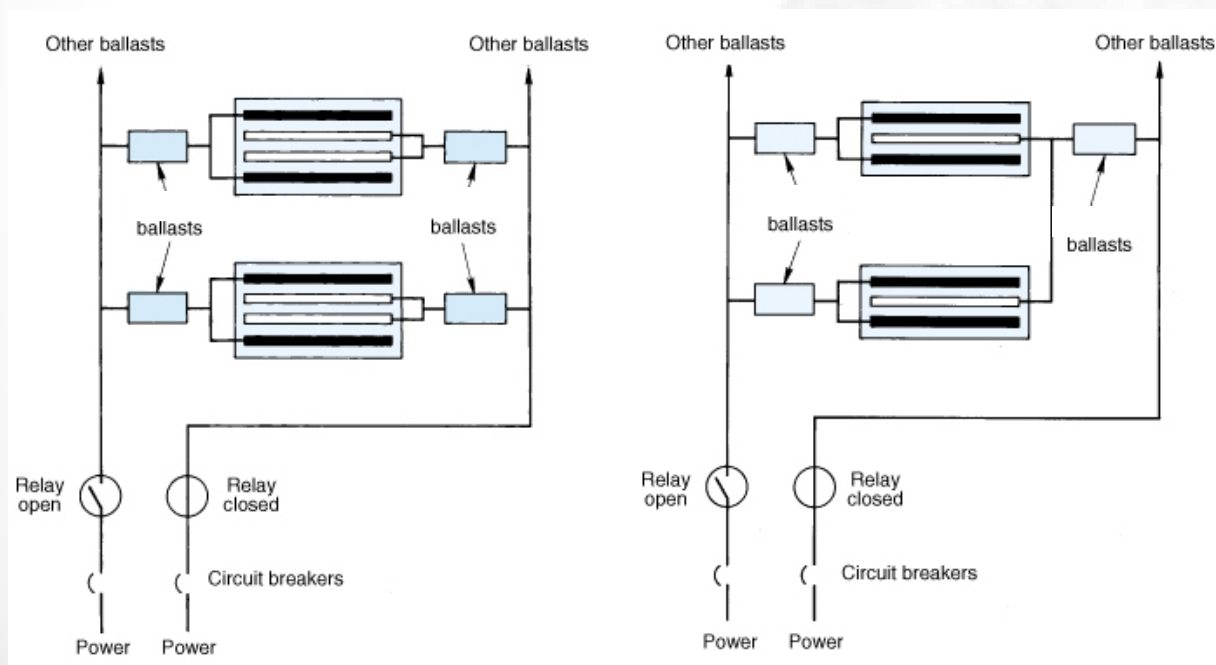 Other ballasts
Other ballasts
ballasts
ballasts
Relay
open
Relay
closed
Circuit breakers
Power
Power
Other ballasts
Other ballasts
ballasts
ballasts
Relay
open
Relay
closed
Circuit breakers
Power
Power